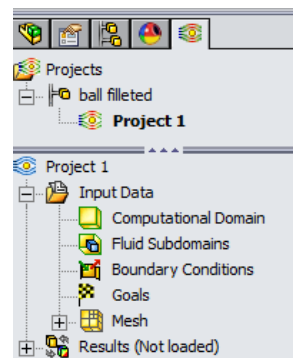 Projects
ball filleted
Project 1
Project 1
Input Data
Computational Domain
Fluid Subdomains
Boundary Conditions
Goals
Mesh
Results (Not loaded)